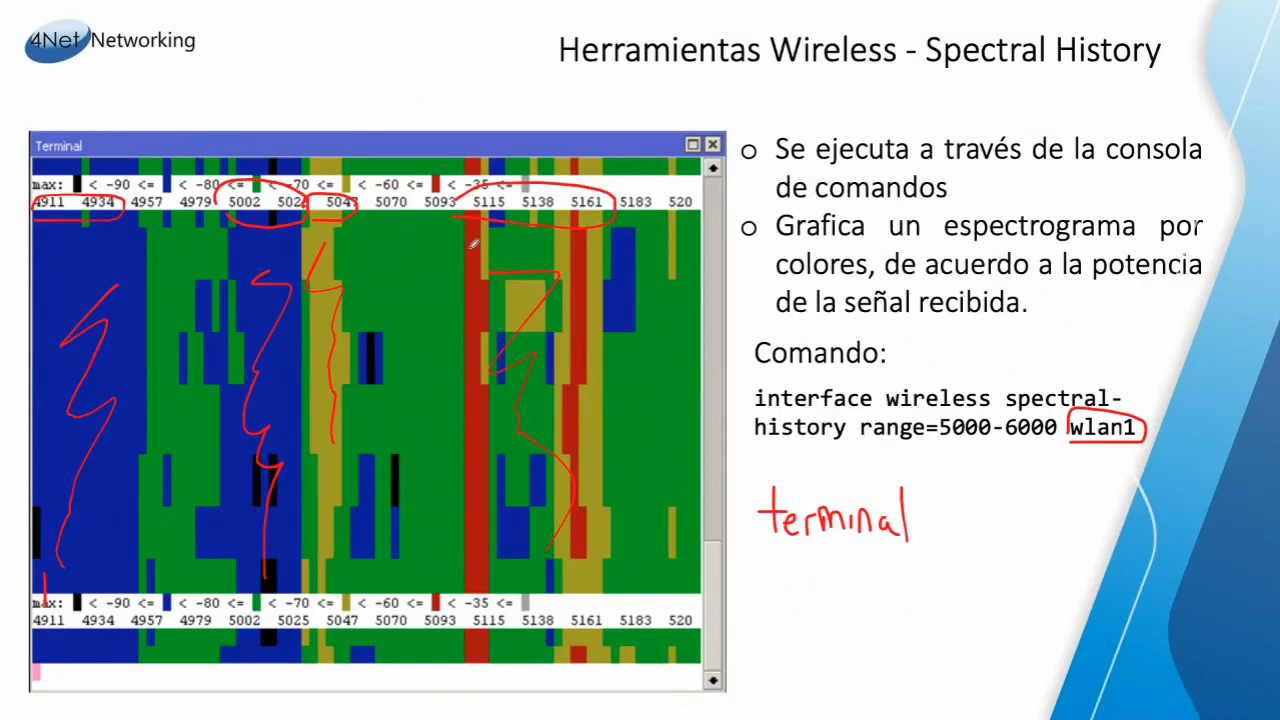 4Net Networking
Herramientas Wireless - Spectral History
Terminal
max: < -90 <= < -80 <= < -70 <= < -60 <= < -35 <=
4911 4934 4957 4979 5002 5047 5070 5093 5115 5138 5161 5183 520
max: < -90 <= < -80 <= < -70 <= < -60 <= < -35 <=
4911 4934 4957 4979 5002 5025 5047 5070 5093 5115 5138 5161 5183 520
o Se ejecuta a través de la consola
de comandos
o Grafica un espectrograma por
colores, de acuerdo a la potencia
de la señal recibida.
Comando:
interface wireless spectral-
history range=5000-6000 wlan1
terminal